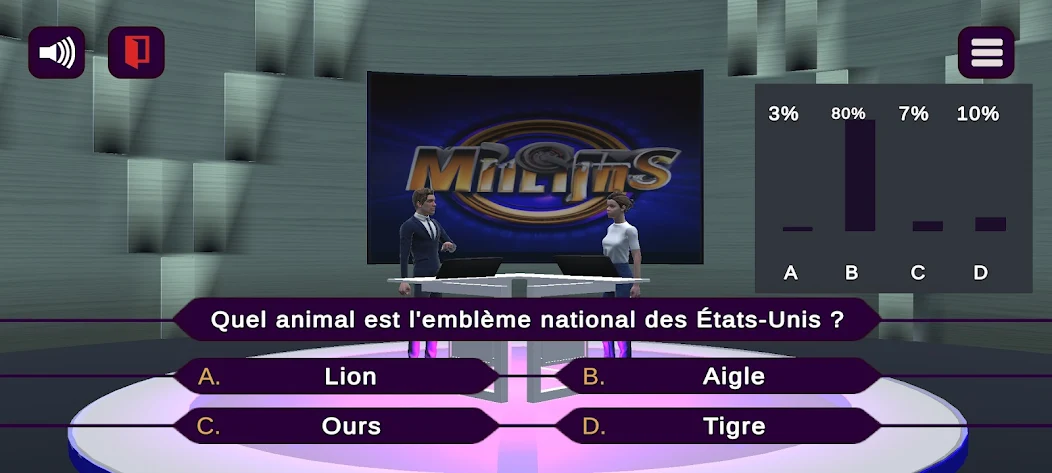 3% 80% 7% 10%
A B C D
Quel animal est l'emblème national des États-Unis ?
A. Lion
B. Aigle
C. Ours
D. Tigre